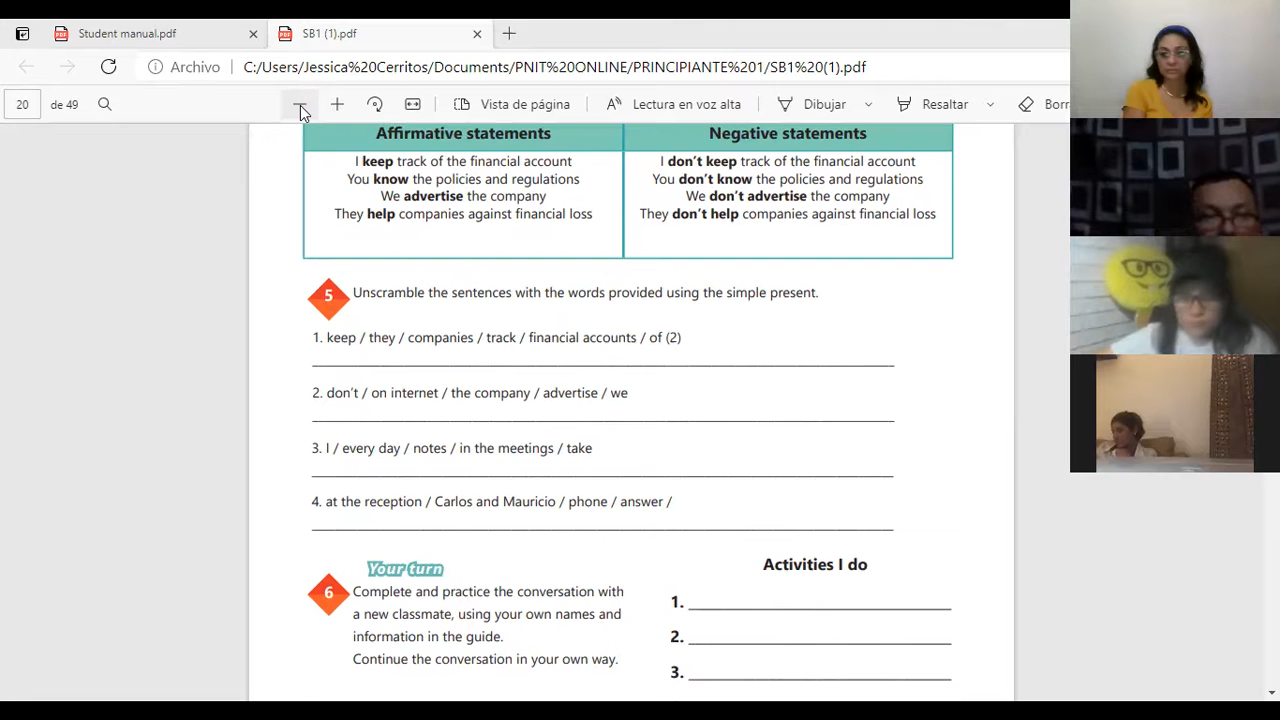 Student manual.pdf
SB1 (1).pdf
Archivo
C:/Users/Jessica%20Cerritos/Documents/PNIT%20ONLINE/PRINCIPIANTE%201/SB1%20(1).pdf
20 de 49
Vista de página
Lectura en voz alta
Dibujar
Resaltar
Borr
Affirmative statements
Negative statements
I keep track of the financial account
You know the policies and regulations
We advertise the company
They help companies against financial loss
I don't keep track of the financial account
You don't know the policies and regulations
We don't advertise the company
They don't help companies against financial loss
5 Unscramble the sentences with the words provided using the simple present.
1. keep / they / companies / track / financial accounts / of (2)
2. don't / on internet / the company / advertise / we
3. I / every day / notes / in the meetings / take
4. at the reception / Carlos and Mauricio / phone / answer /
Your turn
6 Complete and practice the conversation with
a new classmate, using your own names and
information in the guide.
Continue the conversation in your own way.
Activities I do
1.
2.
3.